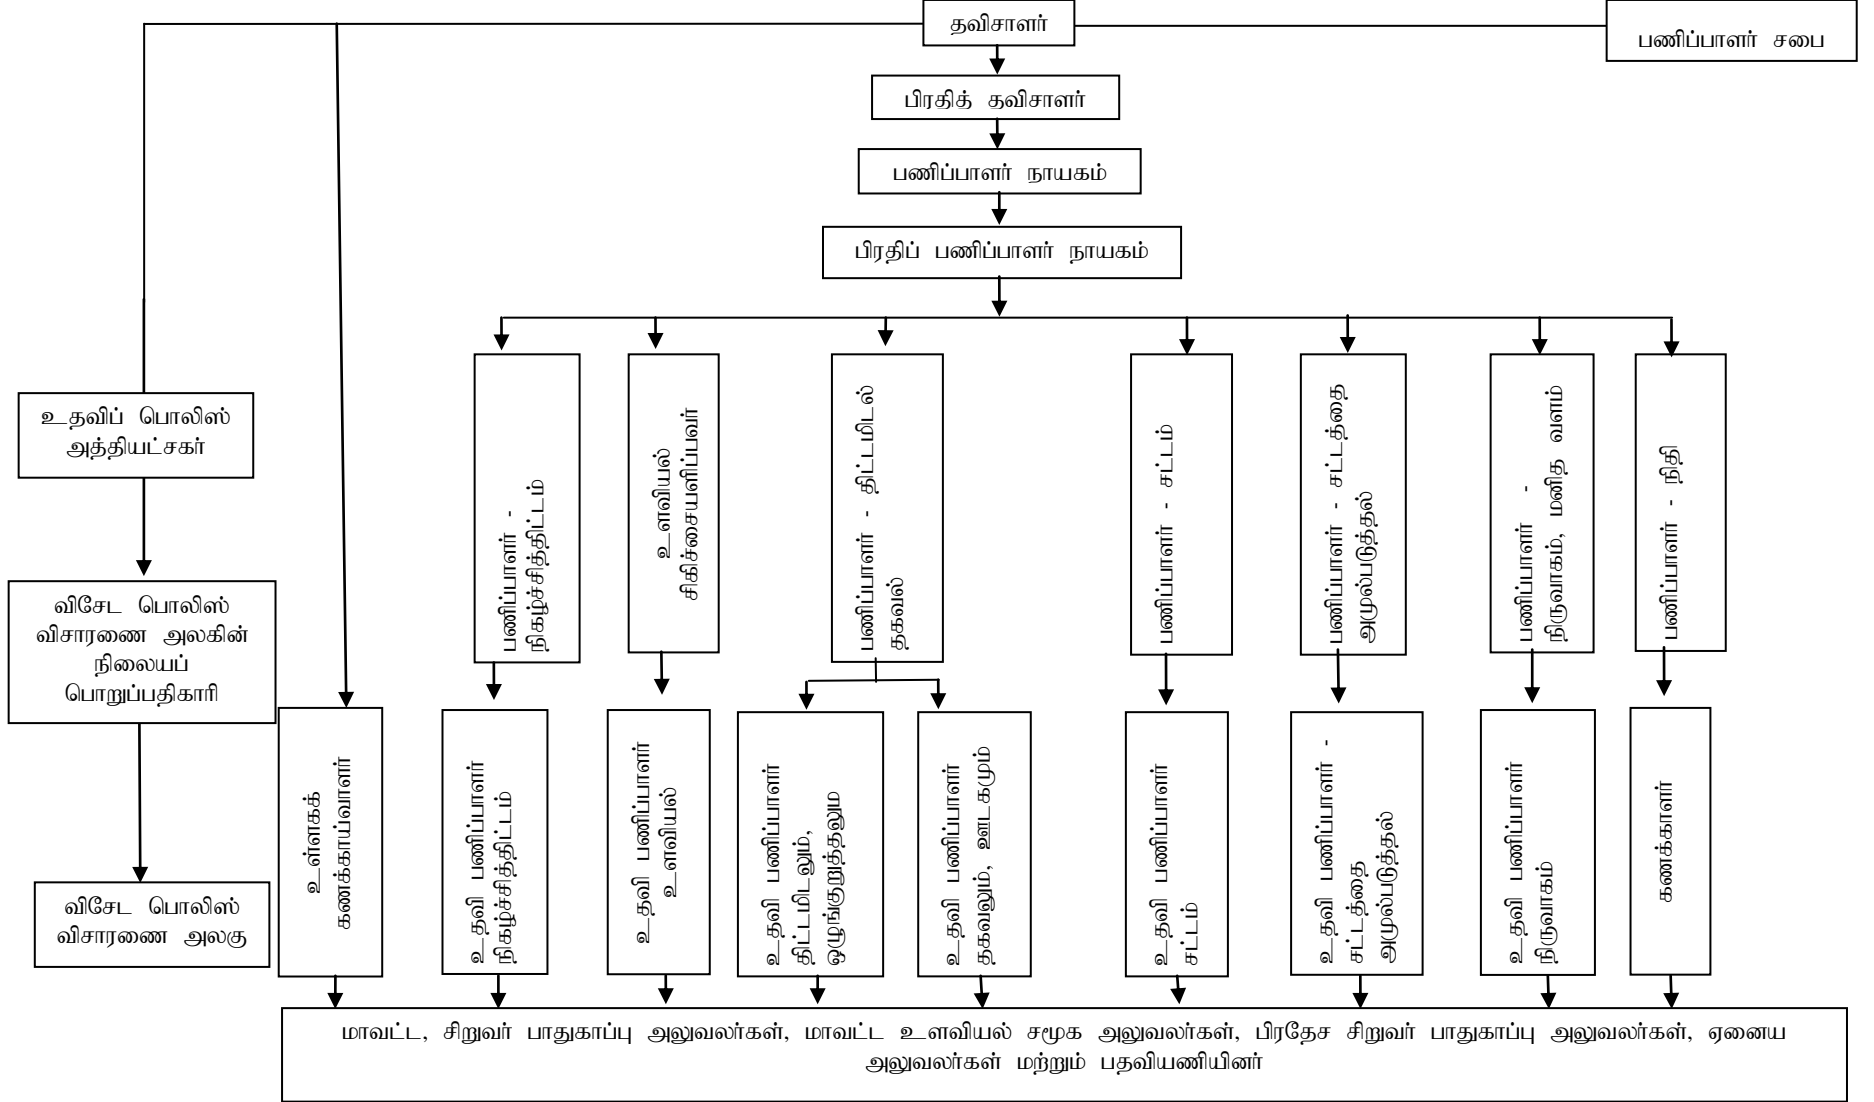 தவிசாளர்
பணிப்பாளர் சபை
பிரதித் தவிசாளர்
பணிப்பாளர் நாயகம்
பிரதிப் பணிப்பாளர் நாயகம்
உதவிப் பொலிஸ்
அத்தியட்சகர்
பணிப்பாளர் -
நிகழ்ச்சித்திட்டம்
உளவியல்
சிகிச்சையளிப்பவர்
பணிப்பாளர் - திட்டமிடல்
தகவல்
பணிப்பாளர் - சட்டம்
பணிப்பாளர் - சட்டத்தை
அமுல்படுத்தல்
பணிப்பாளர் -
நிருவாகம், மனித வளம்
பணிப்பாளர் - நிதி
விசேட பொலிஸ்
விசாரணை அலகின்
நிலையப்
பொறுப்பதிகாரி
விசேட பொலிஸ்
விசாரணை அலகு
உள்ளகக்
கணக்காய்வாளர்
உதவி பணிப்பாளர்
நிகழ்ச்சித்திட்டம்
உதவி பணிப்பாளர்
உளவியல்
உதவி பணிப்பாளர்
திட்டமிடலும்,
ஒழுங்குறுத்தலும
உதவி பணிப்பாளர்
தகவலும், ஊடகமும்
உதவி பணிப்பாளர்
சட்டம்
உதவி பணிப்பாளர் -
சட்டத்தை
அமுல்படுத்தல்
உதவி பணிப்பாளர்
நிருவாகம்
கணக்காளர்
மாவட்ட, சிறுவர் பாதுகாப்பு அலுவலர்கள், மாவட்ட உளவியல் சமூக அலுவலர்கள், பிரதேச சிறுவர் பாதுகாப்பு அலுவலர்கள், ஏனைய
அலுவலர்கள் மற்றும் பதவியணியினர்